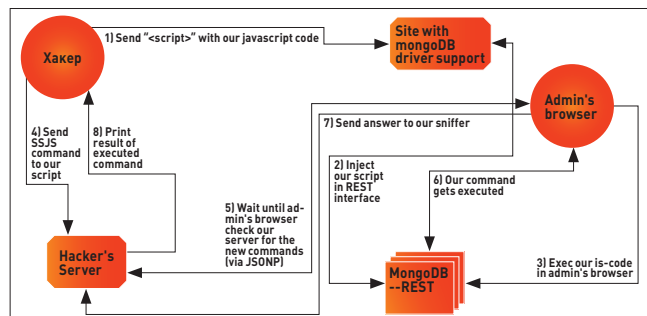 1) Send "<script>" with our javascript code
Хакер
Site with
mongoDB
driver support
Admin's
browser
4) Send
SSJS
command
to our
script
8) Print
result of
executed
command
7) Send answer to our sniffer
2) Inject
our script
in REST
interface
6) Our command
gets executed
5) Wait until ad-
min's browser
check our
server for the
new commands
(via JSONP)
Hacker's
Server
MongoDB
--REST
3) Exec our is-code
in admin's browser